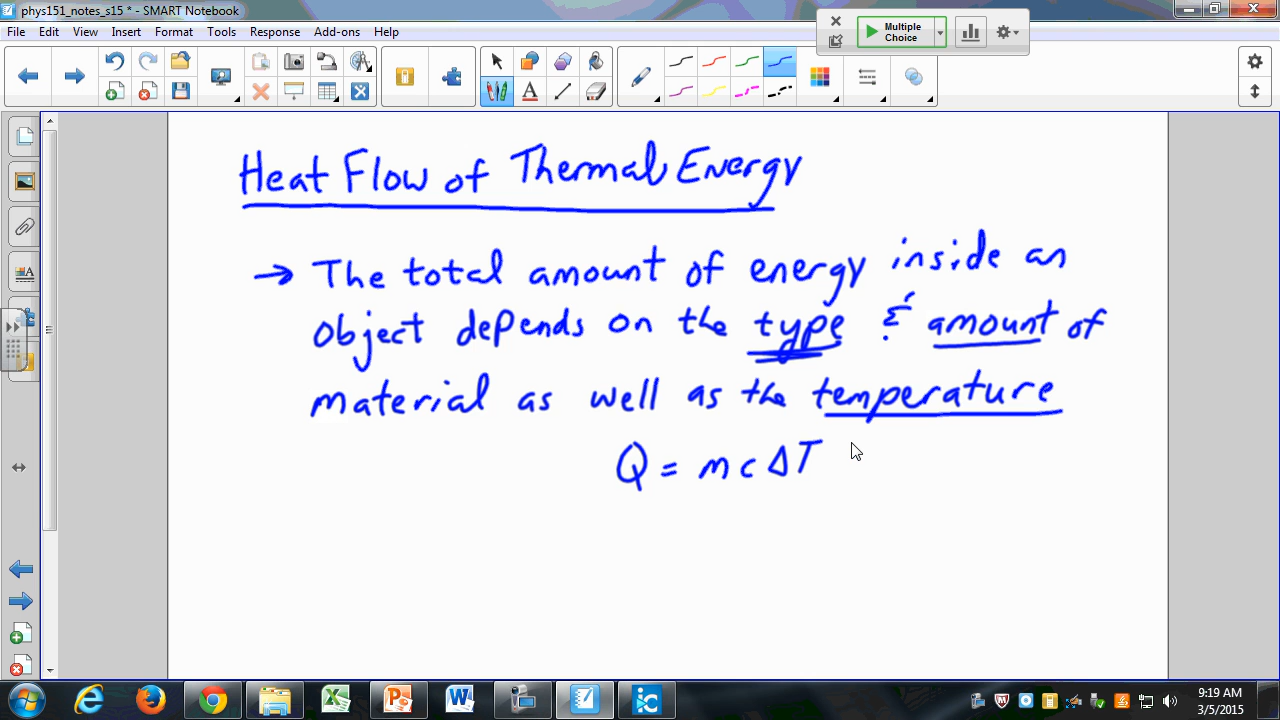 phys151_notes_s15 * - SMART Notebook
File Edit View Insert Format Tools Response Add-ons Help
Multiple
Choice
Heat Flow of Thermal Energy
→ The total amount of energy inside an
object depends on the type & amount of
material as well as the temperature
Q = mcΔT
9:19 AM
3/5/2015